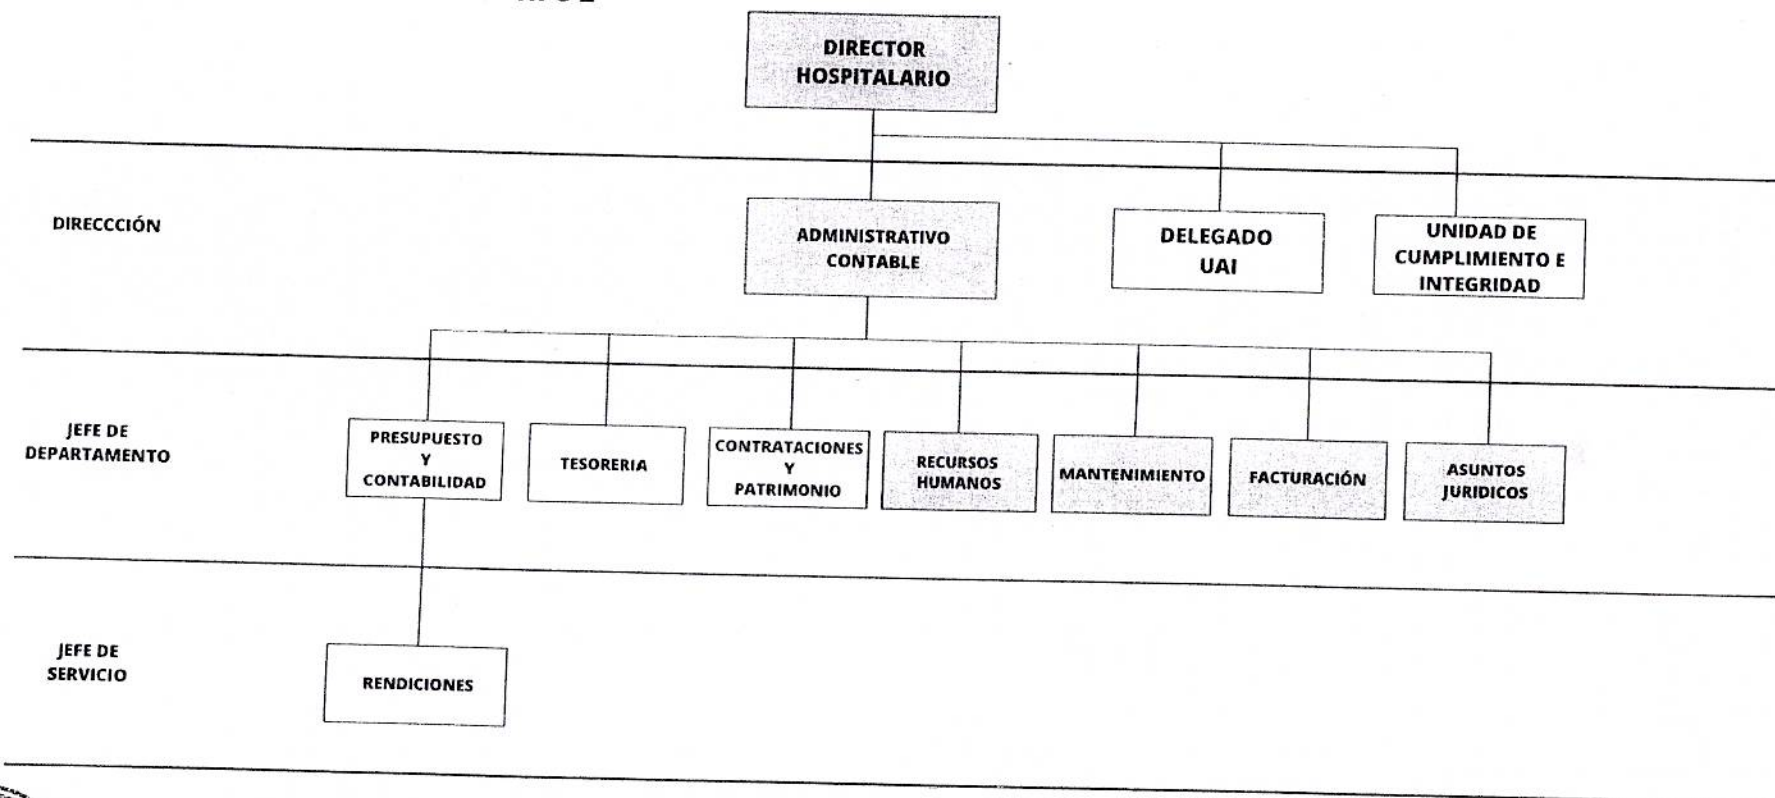 DIRECTOR
HOSPITALARIO
DIRECCCIÓN
ADMINISTRATIVO
CONTABLE
DELEGADO
UAI
UNIDAD DE
CUMPLIMIENTO E
INTEGRIDAD
JEFE DE
DEPARTAMENTO
PRESUPUESTO
Y
CONTABILIDAD
TESORERIA
CONTRATACIONES
Y
PATRIMONIO
RECURSOS
HUMANOS
MANTENIMIENTO
FACTURACIÓN
ASUNTOS
JURIDICOS
JEFE DE
SERVICIO
RENDICIONES